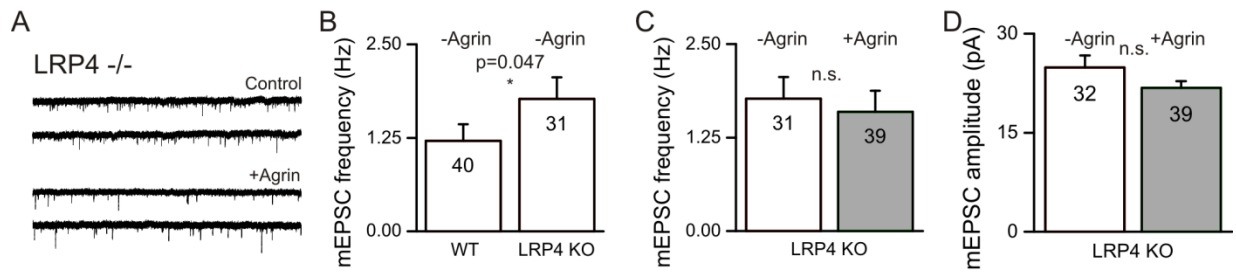 A
LRP4 -/-
Control
+Agrin
B
mEPSC frequency (Hz)
2.50
1.25
0.00
-Agrin
-Agrin
p=0.047
*
40
31
WT
LRP4 KO
C
mEPSC frequency (Hz)
2.50
1.25
0.00
-Agrin
+Agrin
n.s.
31
39
LRP4 KO
D
mEPSC amplitude (pA)
30
15
0
-Agrin
+Agrin
n.s.
32
39
LRP4 KO